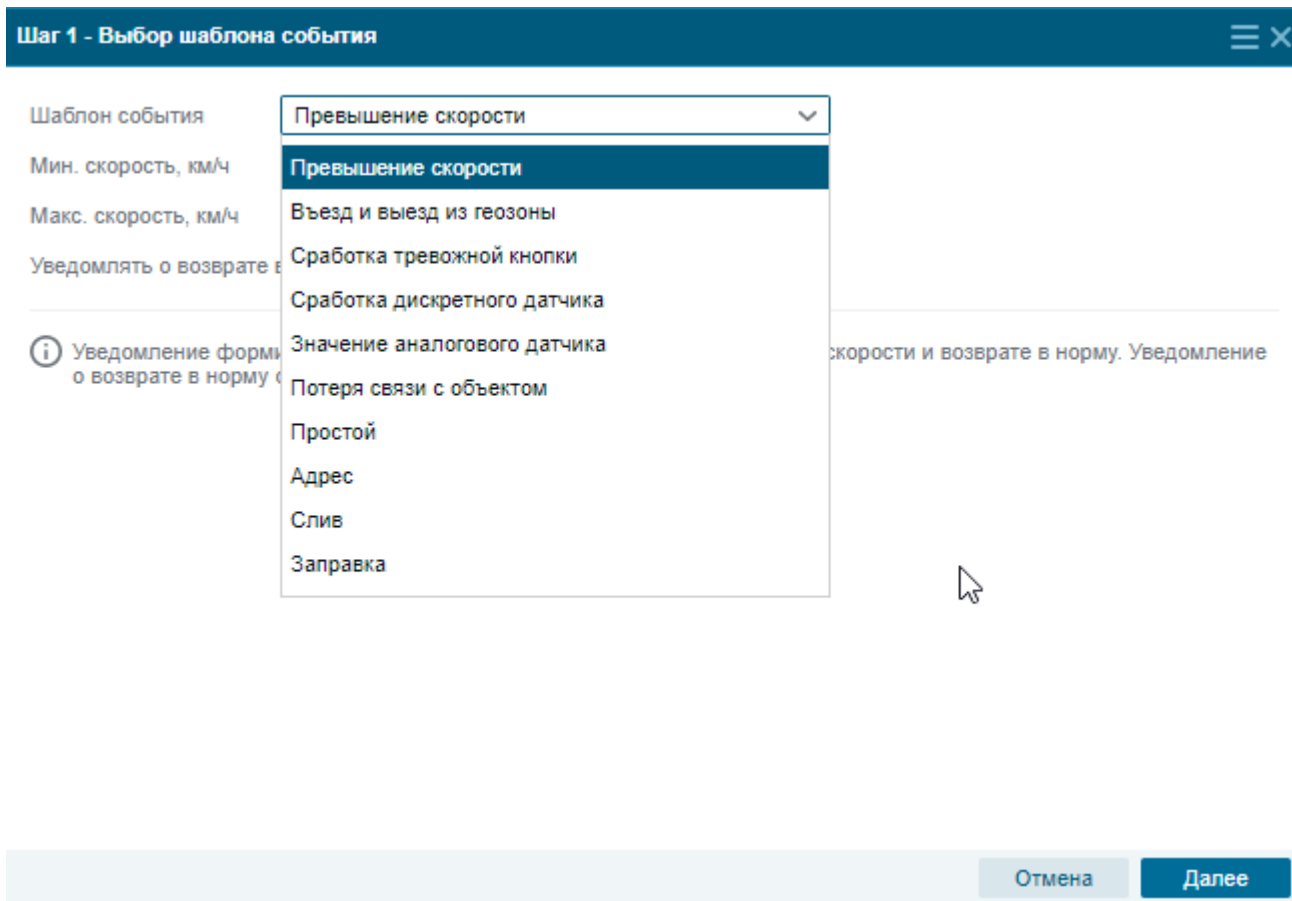 Шаг 1 - Выбор шаблона события
Шаблон события Превышение скорости
Мин. скорость, км/ч
Макс. скорость, км/ч
Уведомлять о возврате
Превышение скорости
Въезд и выезд из геозоны
Сработка тревожной кнопки
Сработка дискретного датчика
Значение аналогового датчика
Потеря связи с объектом
Простой
Адрес
Слив
Заправка
Уведомление скорости и возврате в норму. Уведомление
о возврате в норму
Отмена Далее